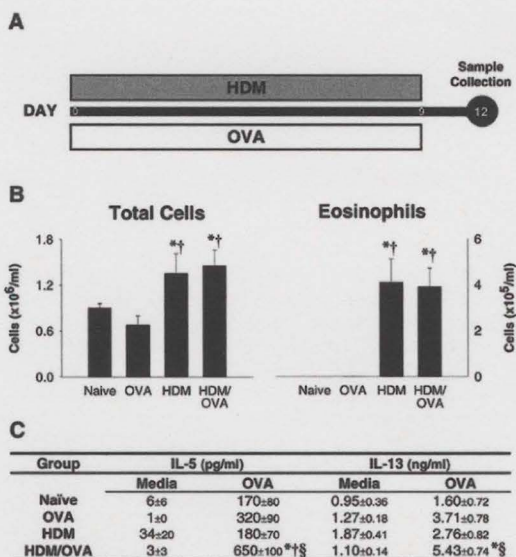 A
Sample
Collection
HDM
DAY 0 9 12
OVA
B
Total Cells
Eosinophils
Cells (x10⁶/ml)
1.8
1.2
0.6
0.0
*† *†
Naive OVA HDM HDM/
OVA
*† *†
Naive OVA HDM HDM/
OVA
6
4
2
0
Cells (x10⁵/ml)
C
Group IL-5 (pg/ml) IL-13 (ng/ml)
Media OVA Media OVA
Naïve 6±6 170±80 0.95±0.36 1.60±0.72
OVA 1±0 320±90 1.27±0.18 3.71±0.78
HDM 34±20 180±70 1.87±0.41 2.76±0.82
HDM/OVA 3±3 650±100*†§ 1.10±0.14 5.43±0.74*§